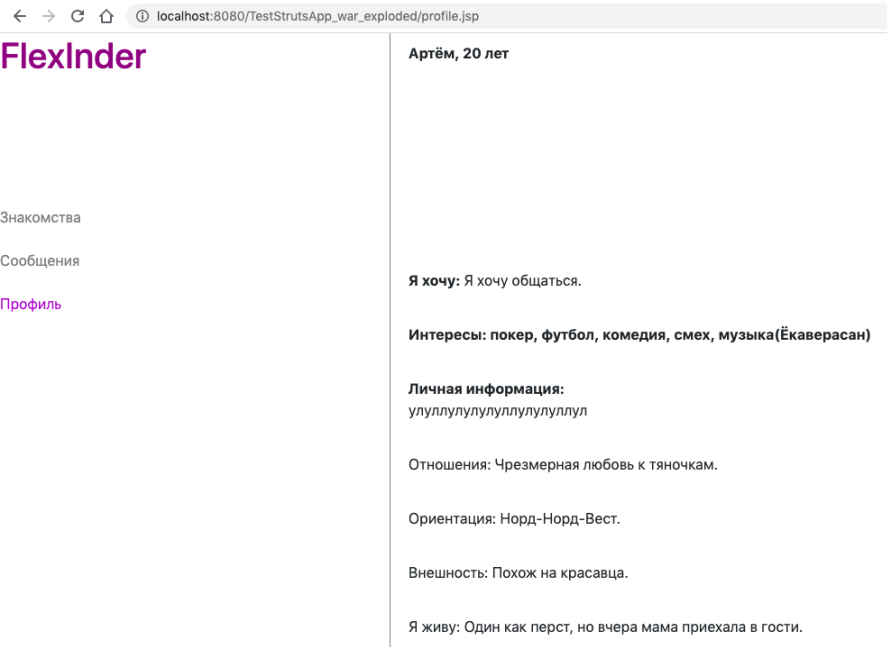 localhost:8080/TestStrutsApp_war_exploded/profile.jsp
FlexInder
Знакомства
Сообщения
Профиль
Артём, 20 лет
Я хочу: Я хочу общаться.
Интересы: покер, футбол, комедия, смех, музыка(Ёкаверасан)
Личная информация:
улуллулулулуллулулуллул
Отношения: Чрезмерная любовь к тяночкам.
Ориентация: Норд-Норд-Вест.
Внешность: Похож на красавца.
Я живу: Один как перст, но вчера мама приехала в гости.